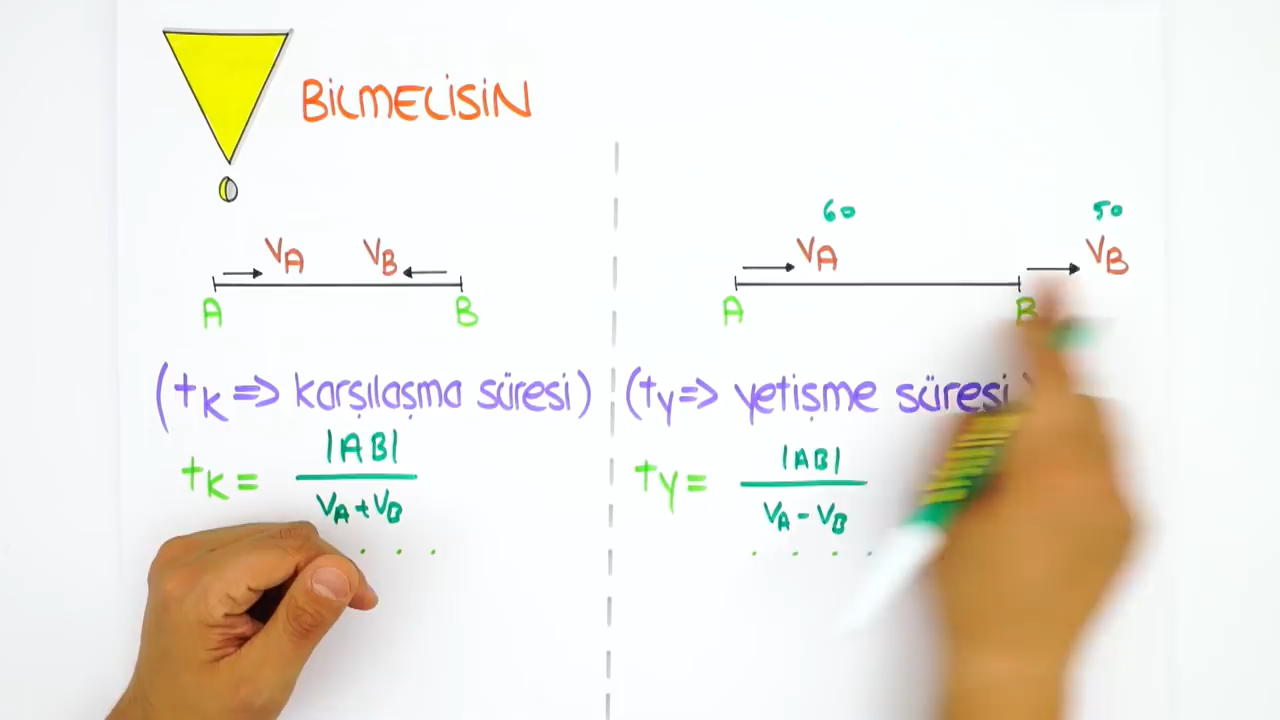 BİLMELİSİN
VA VB
A B
(tK => karşılaşma süresi)
tK = |AB|
VA + VB
60 50
VA VB
A B
(ty => yetişme süresi)
ty = |AB|
VA - VB